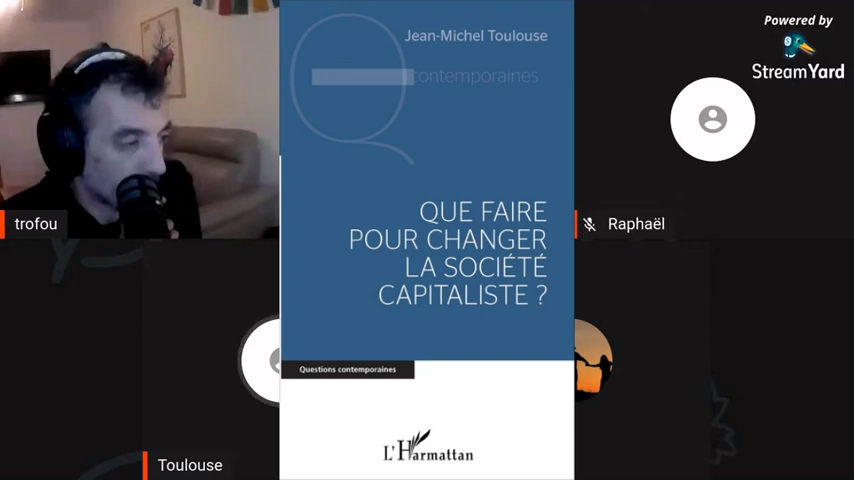 Powered by
StreamYard
Jean-Michel Toulouse
contemporaines
QUE FAIRE
POUR CHANGER
LA SOCIÉTÉ
CAPITALISTE ?
trofou
Raphaël
Questions contemporaines
L'Harmattan
Toulouse